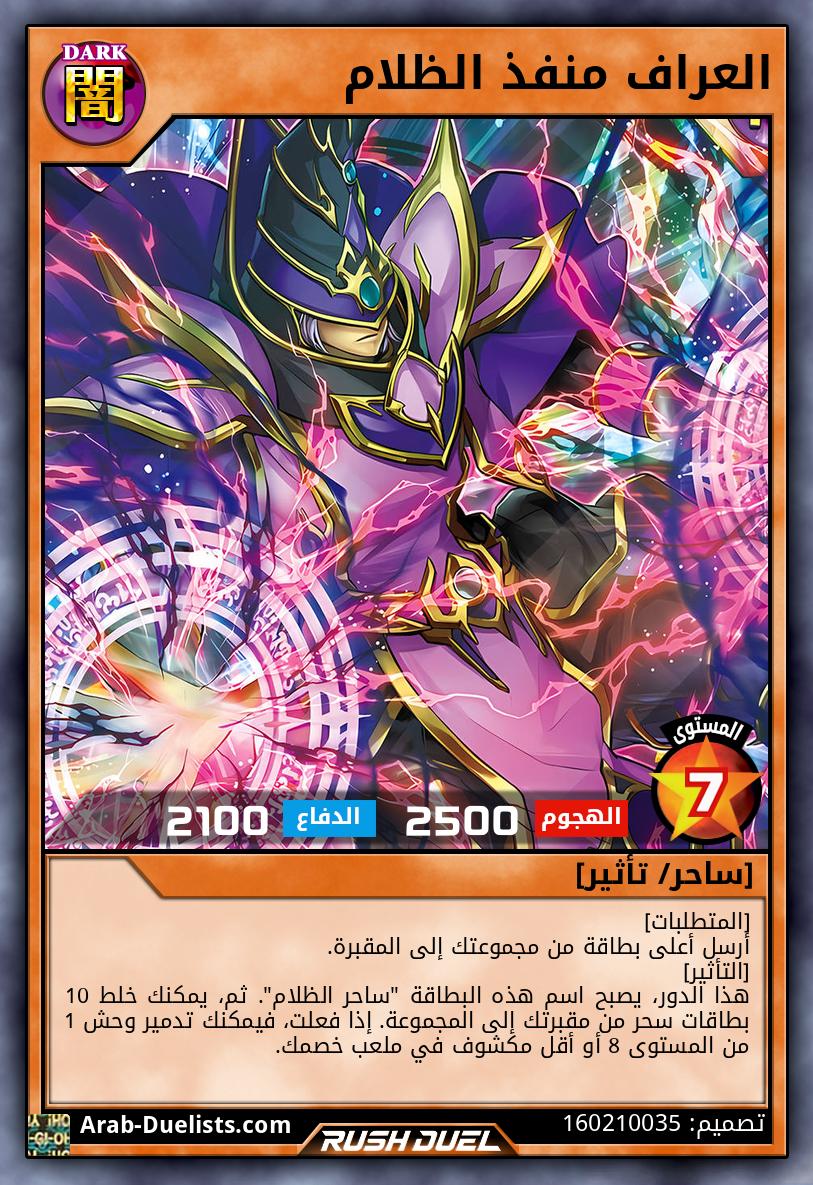 العراف منفذ الظلام
DARK
闇
المستوى
7
الهجوم 2500 الدفاع 2100
[ساحر/ تأثير]
[المتطلبات]
أرسل أعلى بطاقة من مجموعتك إلى المقبرة.
[التأثير]
هذا الدور، يصبح اسم هذه البطاقة "ساحر الظلام". ثم، يمكنك خلط 10
بطاقات سحر من مقبرتك إلى المجموعة. إذا فعلت، فيمكنك تدمير وحش 1
من المستوى 8 أو أقل مكشوف في ملعب خصمك.
تصميم: 160210035
RUSH DUEL
Arab-Duelists.com